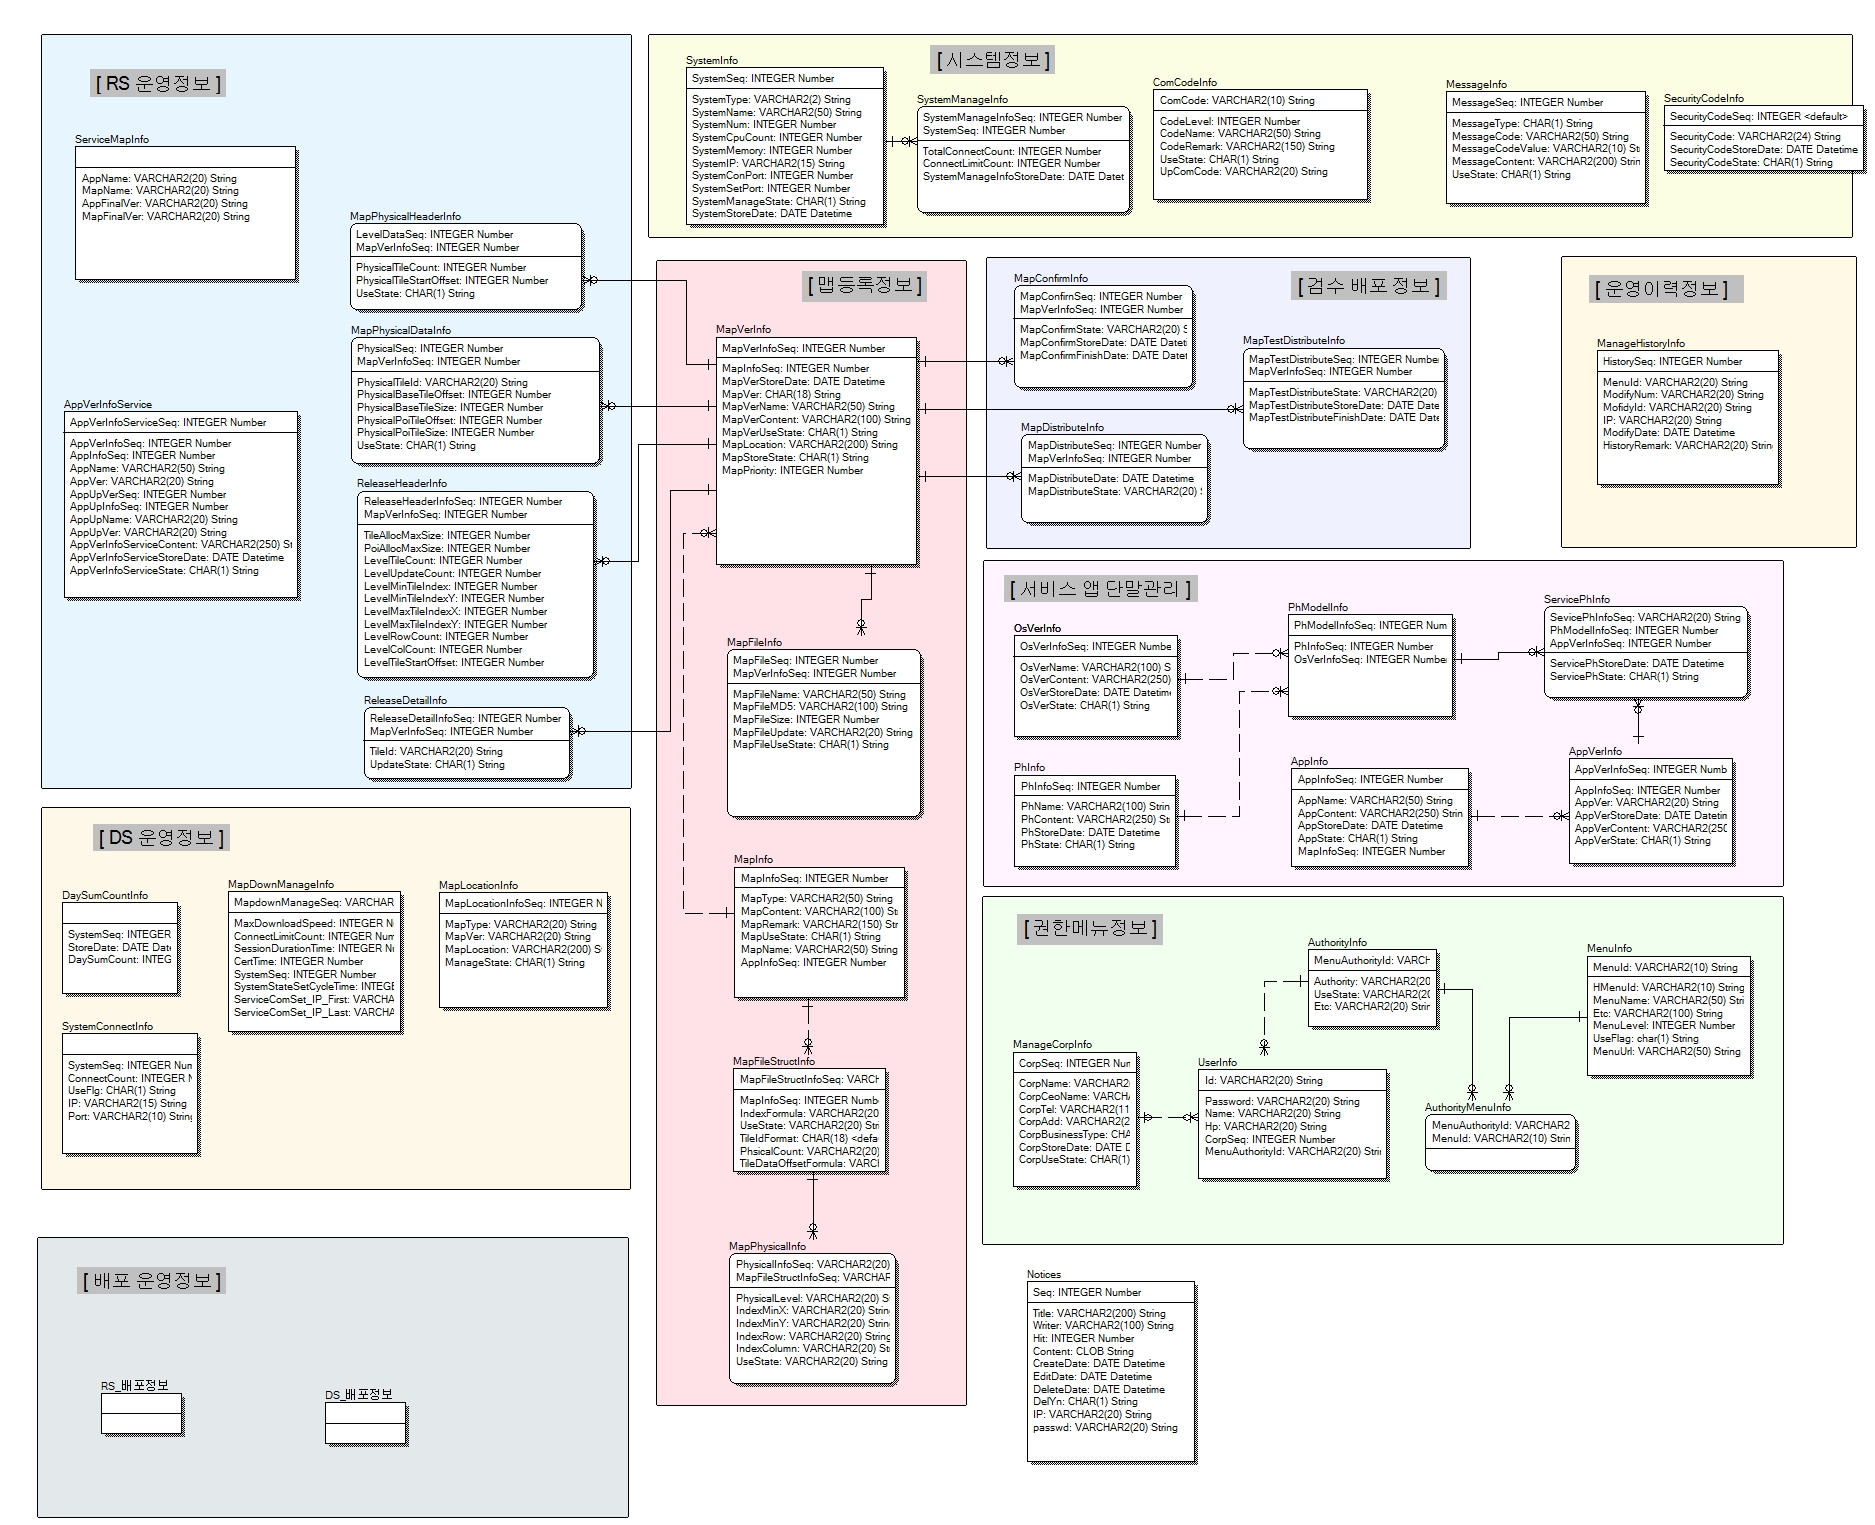 [ RS 운영정보 ]
ServiceMapInfo
AppName: VARCHAR2(20) String
MapName: VARCHAR2(20) String
AppFinalVer: VARCHAR2(20) String
MapFinalVer: VARCHAR2(20) String
MapPhysicalHeaderInfo
LevelDataSeq: INTEGER Number
MapVerInfoSeq: INTEGER Number
PhysicalTileCount: INTEGER Number
PhysicalTileStartOffset: INTEGER Number
UseState: CHAR(1) String
MapPhysicalDataInfo
PhysicalSeq: INTEGER Number
MapVerInfoSeq: INTEGER Number
PhysicalTileId: VARCHAR2(20) String
PhysicalBaseTileOffset: INTEGER Number
PhysicalBaseTileSize: INTEGER Number
PhysicalPoiTileOffset: INTEGER Number
PhysicalPoiTileSize: INTEGER Number
UseState: CHAR(1) String
AppVerInfoService
AppVerInfoServiceSeq: INTEGER Number
AppVerInfoSeq: INTEGER Number
AppInfoSeq: INTEGER Number
AppName: VARCHAR2(50) String
AppVer: VARCHAR2(20) String
AppUpVerSeq: INTEGER Number
AppUpInfoSeq: INTEGER Number
AppUpName: VARCHAR2(20) String
AppUpVer: VARCHAR2(20) String
AppVerInfoServiceContent: VARCHAR2(250) St
AppVerInfoServiceStoreDate: DATE Datetime
AppVerInfoServiceState: CHAR(1) String
ReleaseHeaderInfo
ReleaseHeaderInfoSeq: INTEGER Number
MapVerInfoSeq: INTEGER Number
TileAllocMaxSize: INTEGER Number
PoiAllocMaxSize: INTEGER Number
LevelTileCount: INTEGER Number
LevelUpdateCount: INTEGER Number
LevelMinTileIndex: INTEGER Number
LevelMinTileIndexY: INTEGER Number
LevelMaxTileIndexX: INTEGER Number
LevelMaxTileIndexY: INTEGER Number
LevelRowCount: INTEGER Number
LevelColCount: INTEGER Number
LevelTileStartOffset: INTEGER Number
ReleaseDetailInfo
ReleaseDetailInfoSeq: INTEGER Number
MapVerInfoSeq: INTEGER Number
TileId: VARCHAR2(20) String
UpdateState: CHAR(1) String
[ 시스템정보 ]
SystemInfo
SystemSeq: INTEGER Number
SystemType: VARCHAR2(2) String
SystemName: VARCHAR2(50) String
SystemNum: INTEGER Number
SystemCpuCount: INTEGER Number
SystemMemory: INTEGER Number
SystemIP: VARCHAR2(15) String
SystemConPort: INTEGER Number
SystemSetPort: INTEGER Number
SystemManageState: CHAR(1) String
SystemStoreDate: DATE Datetime
SystemManageInfo
SystemManageInfoSeq: INTEGER Number
SystemSeq: INTEGER Number
TotalConnectCount: INTEGER Number
ConnectLimitCount: INTEGER Number
SystemManageInfoStoreDate: DATE Datet
ComCodeInfo
ComCode: VARCHAR2(10) String
CodeLevel: INTEGER Number
CodeName: VARCHAR2(50) String
CodeRemark: VARCHAR2(150) String
UseState: CHAR(1) String
UpComCode: VARCHAR2(20) String
MessageInfo
MessageSeq: INTEGER Number
MessageType: CHAR(1) String
MessageCode: VARCHAR2(50) String
MessageCodeValue: VARCHAR2(10) St
MessageContent: VARCHAR2(200) Strin
UseState: CHAR(1) String
SecurityCodeInfo
SecurityCodeSeq: INTEGER <default>
SecurityCode: VARCHAR2(24) String
SecurityCodeStoreDate: DATE Datetime
SecurityCodeState: CHAR(1) String
[ 맵등록정보 ]
MapVerInfo
MapVerInfoSeq: INTEGER Number
MapInfoSeq: INTEGER Number
MapVerStoreDate: DATE Datetime
MapVer: CHAR(18) String
MapVerName: VARCHAR2(50) String
MapVerContent: VARCHAR2(100) String
MapVerUseState: CHAR(1) String
MapLocation: VARCHAR2(200) String
MapStoreState: CHAR(1) String
MapPriority: INTEGER Number
MapFileInfo
MapFileSeq: INTEGER Number
MapVerInfoSeq: INTEGER Number
MapFileName: VARCHAR2(50) String
MapFileMD5: VARCHAR2(100) String
MapFileSize: INTEGER Number
MapFileUpdate: VARCHAR2(20) String
MapFileUseState: CHAR(1) String
MapInfo
MapInfoSeq: INTEGER Number
MapType: VARCHAR2(50) String
MapContent: VARCHAR2(100) St
MapRemark: VARCHAR2(150) Str
MapUseState: CHAR(1) String
MapName: VARCHAR2(50) String
AppInfoSeq: INTEGER Number
MapFileStructInfo
MapFileStructInfoSeq: VARCH
MapInfoSeq: INTEGER Numb
IndexFormula: VARCHAR2(20
UseState: VARCHAR2(20) Stri
TileIdFormat: CHAR(18) <defau
PhsicalCount: VARCHAR2(20)
TileDataOffsetFormula: VARCI
MapPhysicalInfo
PhysicalInfoSeq: VARCHAR2(20)
MapFileStructInfoSeq: VARCHAR
PhysicalLevel: VARCHAR2(20) S
IndexMinX: VARCHAR2(20) Strin
IndexMinY: VARCHAR2(20) Strin
IndexRow: VARCHAR2(20) String
IndexColumn: VARCHAR2(20) St
UseState: VARCHAR2(20) String
[ 검수 배포 정보 ]
MapConfirmInfo
MapConfirnSeq: INTEGER Number
MapVerInfoSeq: INTEGER Number
MapConfirmState: VARCHAR2(20) S
MapConfirmStoreDate: DATE Dateti
MapConfirmFinishDate: DATE Datet
MapTestDistributeInfo
MapTestDistributeSeq: INTEGER Numbe
MapVerInfoSeq: INTEGER Number
MapTestDistributeState: VARCHAR2(20)
MapTestDistributeStoreDate: DATE Date
MapTestDistributeFinishDate: DATE Date
MapDistributeInfo
MapDistributeSeq: INTEGER Number
MapVerInfoSeq: INTEGER Number
MapDistributeDate: DATE Datetime
MapDistributeState: VARCHAR2(20)
[ 운영이력정보 ]
ManageHistoryInfo
HistorySeq: INTEGER Number
MenuId: VARCHAR2(20) String
ModifyNum: VARCHAR2(20) String
MofidyId: VARCHAR2(20) String
IP: VARCHAR2(20) String
ModifyDate: DATE Datetime
HistoryRemark: VARCHAR2(20) Strin
[ 서비스 앱 단말관리 ]
OsVerInfo
OsVerInfoSeq: INTEGER Numbe
OsVerName: VARCHAR2(100) S
OsVerContent: VARCHAR2(250)
OsVerStoreDate: DATE Datetime
OsVerState: CHAR(1) String
PhModelInfo
PhModelInfoSeq: INTEGER Num
PhInfoSeq: INTEGER Number
OsVerInfoSeq: INTEGER Numbe
ServicePhInfo
SevicePhInfoSeq: VARCHAR2(20) String
PhModelInfoSeq: INTEGER Number
AppVerInfoSeq: INTEGER Number
ServicePhStoreDate: DATE Datetime
ServicePhState: CHAR(1) String
PhInfo
PhInfoSeq: INTEGER Number
PhName: VARCHAR2(100) Strin
PhContent: VARCHAR2(250) St
PhStoreDate: DATE Datetime
PhState: CHAR(1) String
AppInfo
AppInfoSeq: INTEGER Number
AppName: VARCHAR2(50) String
AppContent: VARCHAR2(250) Strin
AppStoreDate: DATE Datetime
AppState: CHAR(1) String
MapInfoSeq: INTEGER Number
AppVerInfo
AppVerInfoSeq: INTEGER Numb
AppInfoSeq: INTEGER Number
AppVer: VARCHAR2(20) String
AppVerStoreDate: DATE Datetin
AppVerContent: VARCHAR2(250
AppVerState: CHAR(1) String
[ DS 운영정보 ]
DaySumCountInfo
SystemSeq: INTEGER
StoreDate: DATE Date
DaySumCount: INTEG
MapDownManageInfo
MapdownManageSeq: VARCHAR
MaxDownloadSpeed: INTEGER N
ConnectLimitCount: INTEGER Num
SessionDurationTime: INTEGER N
CertTime: INTEGER Number
SystemSeq: INTEGER Number
SystemStateSetCycleTime: INTEGE
ServiceComSet_IP_First: VARCHA
ServiceComSet_IP_Last: VARCHA
MapLocationInfo
MapLocationInfoSeq: INTEGER N
MapType: VARCHAR2(20) String
MapVer: VARCHAR2(20) String
MapLocation: VARCHAR2(200) S
ManageState: CHAR(1) String
SystemConnectInfo
SystemSeq: INTEGER Num
ConnectCount: INTEGER N
UseFlg: CHAR(1) String
IP: VARCHAR2(15) String
Port: VARCHAR2(10) String
[권한메뉴정보]
AuthorityInfo
MenuAuthorityId: VARCH
Authority: VARCHAR2(20
UseState: VARCHAR2(20
Etc: VARCHAR2(20) Strin
MenuInfo
MenuId: VARCHAR2(10) String
HMenuId: VARCHAR2(10) String
MenuName: VARCHAR2(50) Stri
Etc: VARCHAR2(100) String
MenuLevel: INTEGER Number
UseFlag: char(1) String
MenuUrl: VARCHAR2(50) String
ManageCorpInfo
CorpSeq: INTEGER Num
CorpName: VARCHAR2(
CorpCeoName: VARCHA
CorpTel: VARCHAR2(11
CorpAdd: VARCHAR2(2
CorpBusinessType: CHA
CorpStoreDate: DATE D
CorpUseState: CHAR(1)
UserInfo
Id: VARCHAR2(20) String
Password: VARCHAR2(20) String
Name: VARCHAR2(20) String
Hp: VARCHAR2(20) String
CorpSeq: INTEGER Number
MenuAuthorityId: VARCHAR2(20) Stri
AuthorityMenuInfo
MenuAuthorityId: VARCHAR2
MenuId: VARCHAR2(10) Strin
[ 배포 운영정보 ]
RS_배포정보
DS_배포정보
Notices
Seq: INTEGER Number
Title: VARCHAR2(200) String
Writer: VARCHAR2(100) String
Hit: INTEGER Number
Content: CLOB String
CreateDate: DATE Datetime
EditDate: DATE Datetime
DeleteDate: DATE Datetime
DelYn: CHAR(1) String
IP: VARCHAR2(20) String
passwd: VARCHAR2(20) String